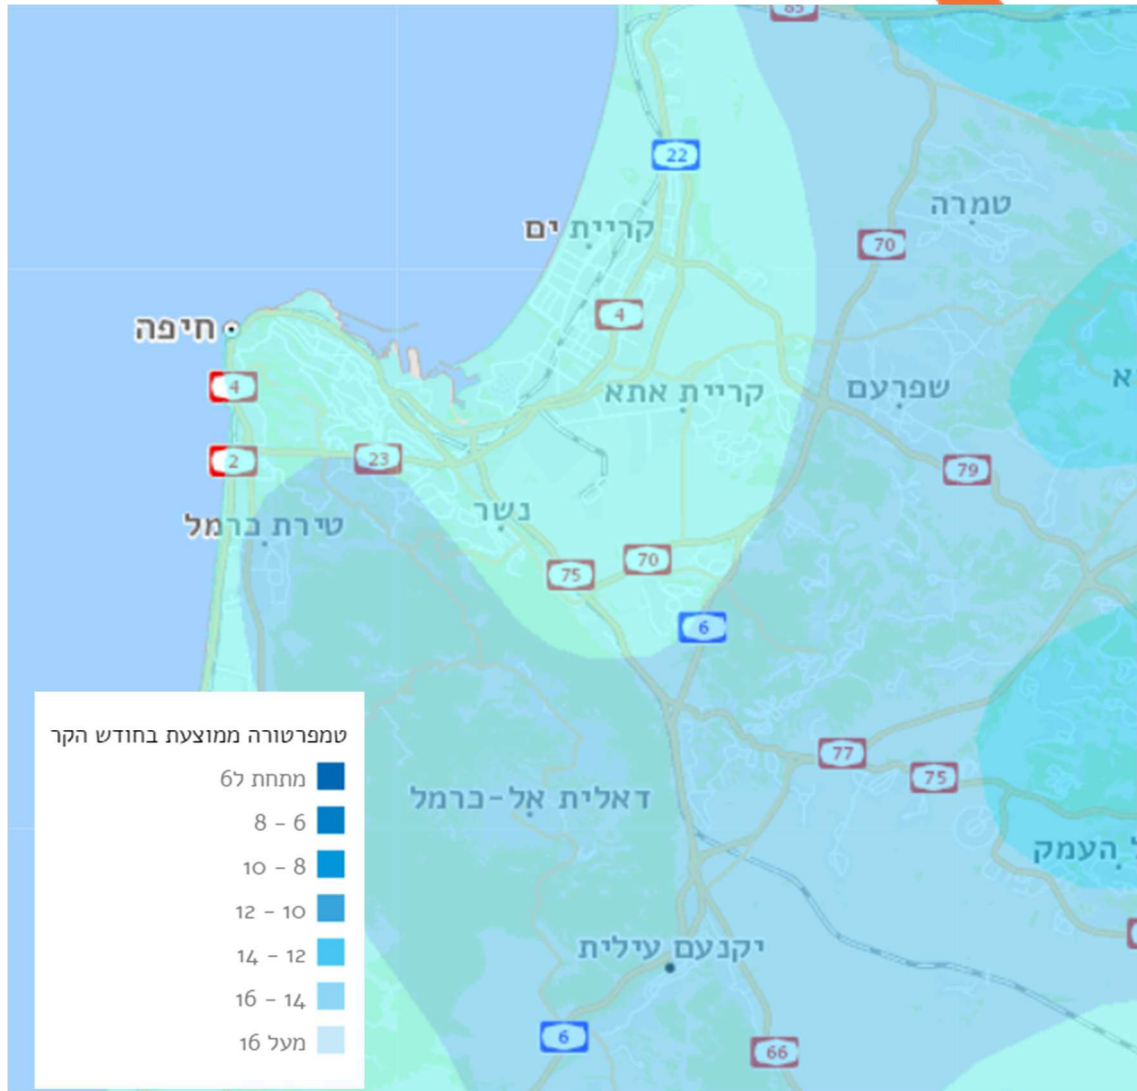 85
22
טמרה
קריית ים
70
4
חיפה
4
שפרעם
קריית אתא
א
2
23
79
נשר
טירת כרמל
70
75
6
טמפרטורה ממוצעת בחודש הקר
מתחת ל6
6 - 8
8 - 10
10 - 12
12 - 14
14 - 16
מעל 16
77
75
דאלית אל-כרמל
ל העמק
יקנעם עילית
6
66